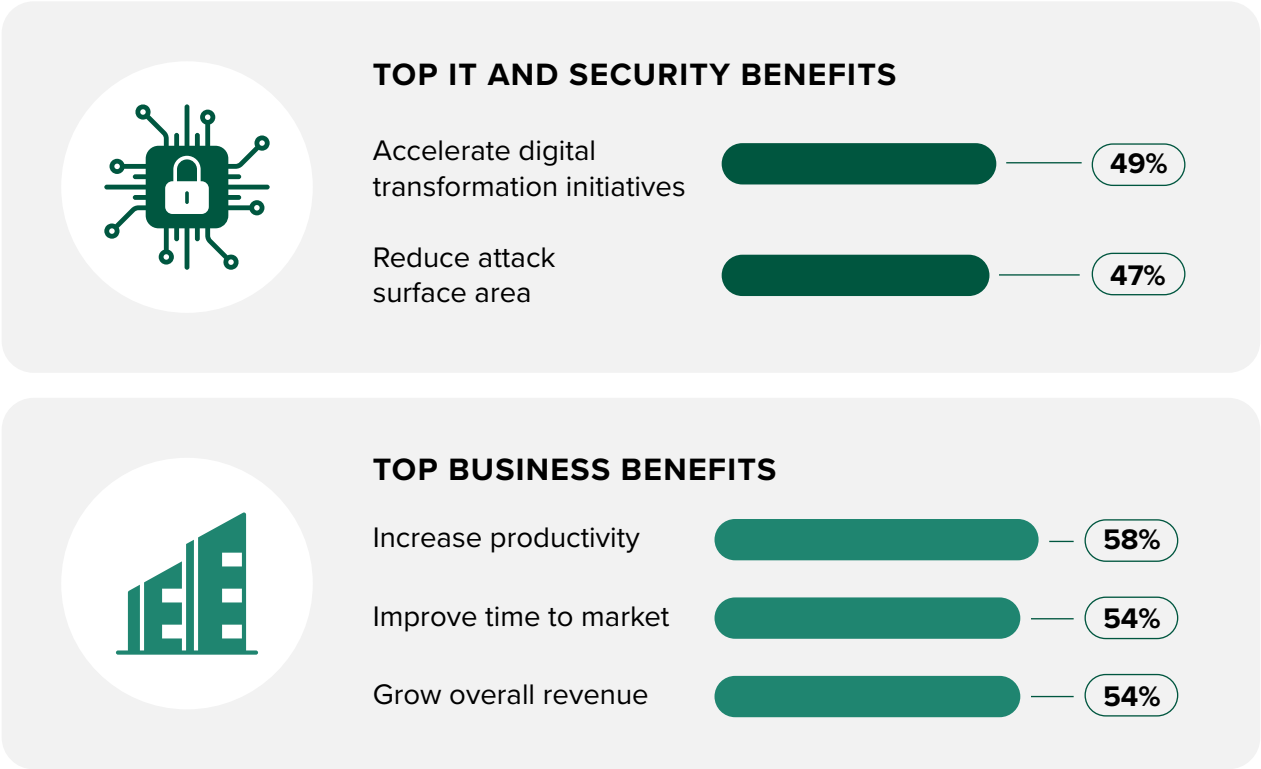 TOP IT AND SECURITY BENEFITS
Accelerate digital
transformation initiatives
49%
Reduce attack
surface area
47%
TOP BUSINESS BENEFITS
Increase productivity
58%
Improve time to market
54%
Grow overall revenue
54%